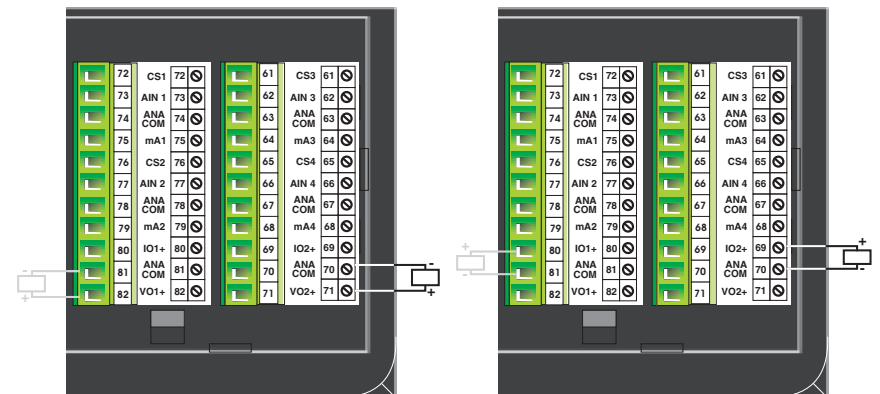 72 CS1 72 61 CS3 61
73 AIN 1 73 62 AIN 3 62
74 ANA COM 74 63 ANA COM 63
75 mA1 75 64 mA3 64
76 CS2 76 65 CS4 65
77 AIN 2 77 66 AIN 4 66
78 ANA COM 78 67 ANA COM 67
79 mA2 79 68 mA4 68
80 IO1+ 80 69 IO2+ 69
- 81 ANA COM 81 70 ANA COM 70 -
+ 82 VO1+ 82 71 VO2+ 71 +
72 CS1 72 61 CS3 61
73 AIN 1 73 62 AIN 3 62
74 ANA COM 74 63 ANA COM 63
75 mA1 75 64 mA3 64
76 CS2 76 65 CS4 65
77 AIN 2 77 66 AIN 4 66
78 ANA COM 78 67 ANA COM 67
79 mA2 79 68 mA4 68
+ 80 IO1+ 80 69 IO2+ 69 +
- 81 ANA COM 81 70 ANA COM 70 -
82 VO1+ 82 71 VO2+ 71